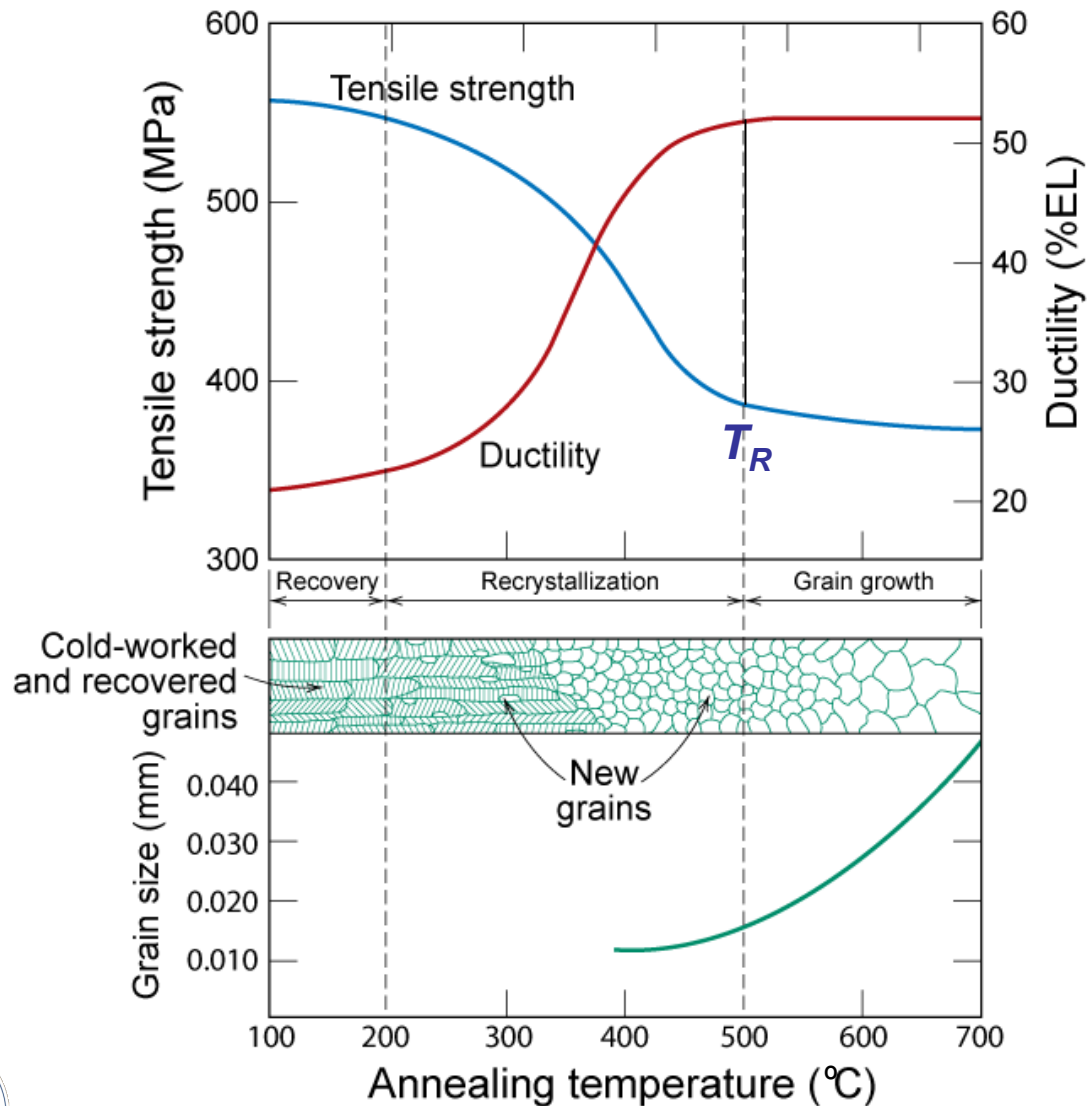 600
60
Tensile strength
50
500
Tensile strength (MPa)
Ductility (%EL)
40
400
30
T_R
Ductility
20
300
Recovery
Recrystallization
Grain growth
Cold-worked
and recovered
grains
New
grains
Grain size (mm)
0.040
0.030
0.020
0.010
100 200 300 400 500 600 700
Annealing temperature (ºC)